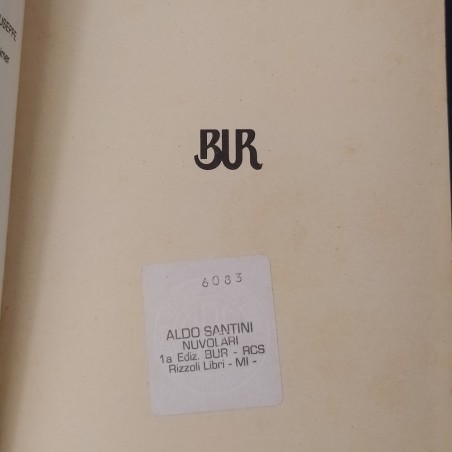 BUR
6083
ALDO SANTINI
NUVOLARI
1a Ediz. BUR - RCS
Rizzoli Libri - MI -